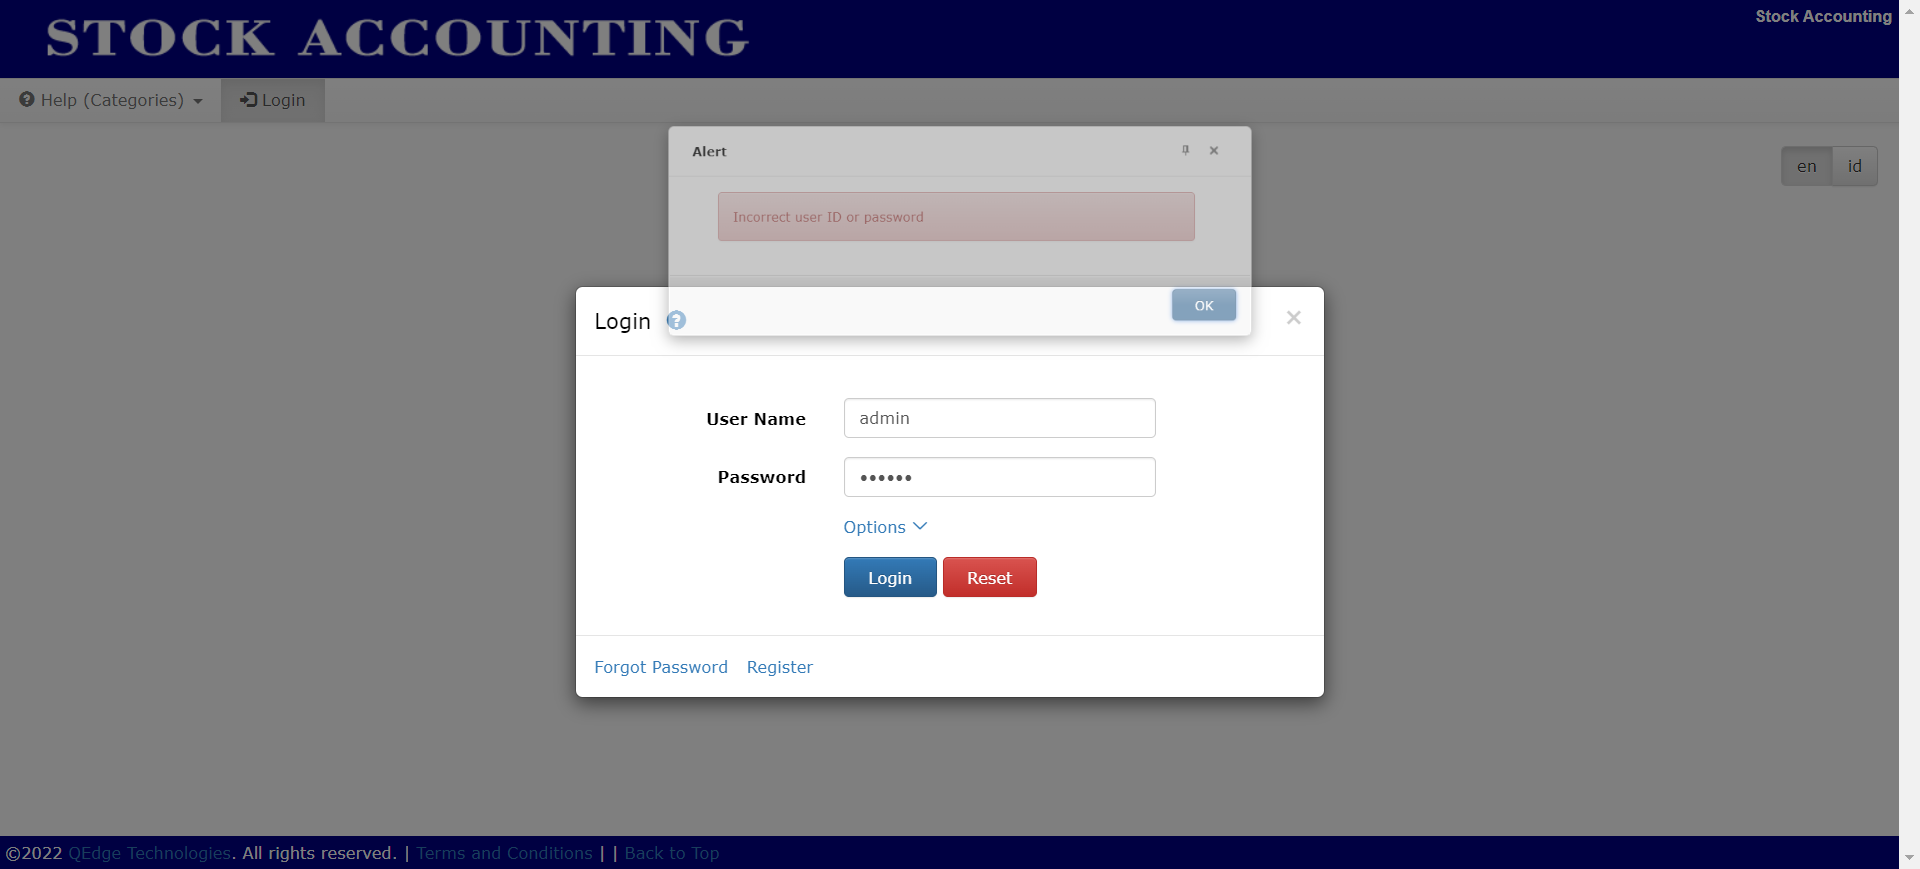 STOCK ACCOUNTING
Stock Accounting
Help (Categories)
Login
en
id
Alert
Incorrect user ID or password
OK
Login
User Name
admin
Password
••••••
Options
Login
Reset
Forgot Password
Register
©2022 QEdge Technologies. All rights reserved. | Terms and Conditions | | Back to Top